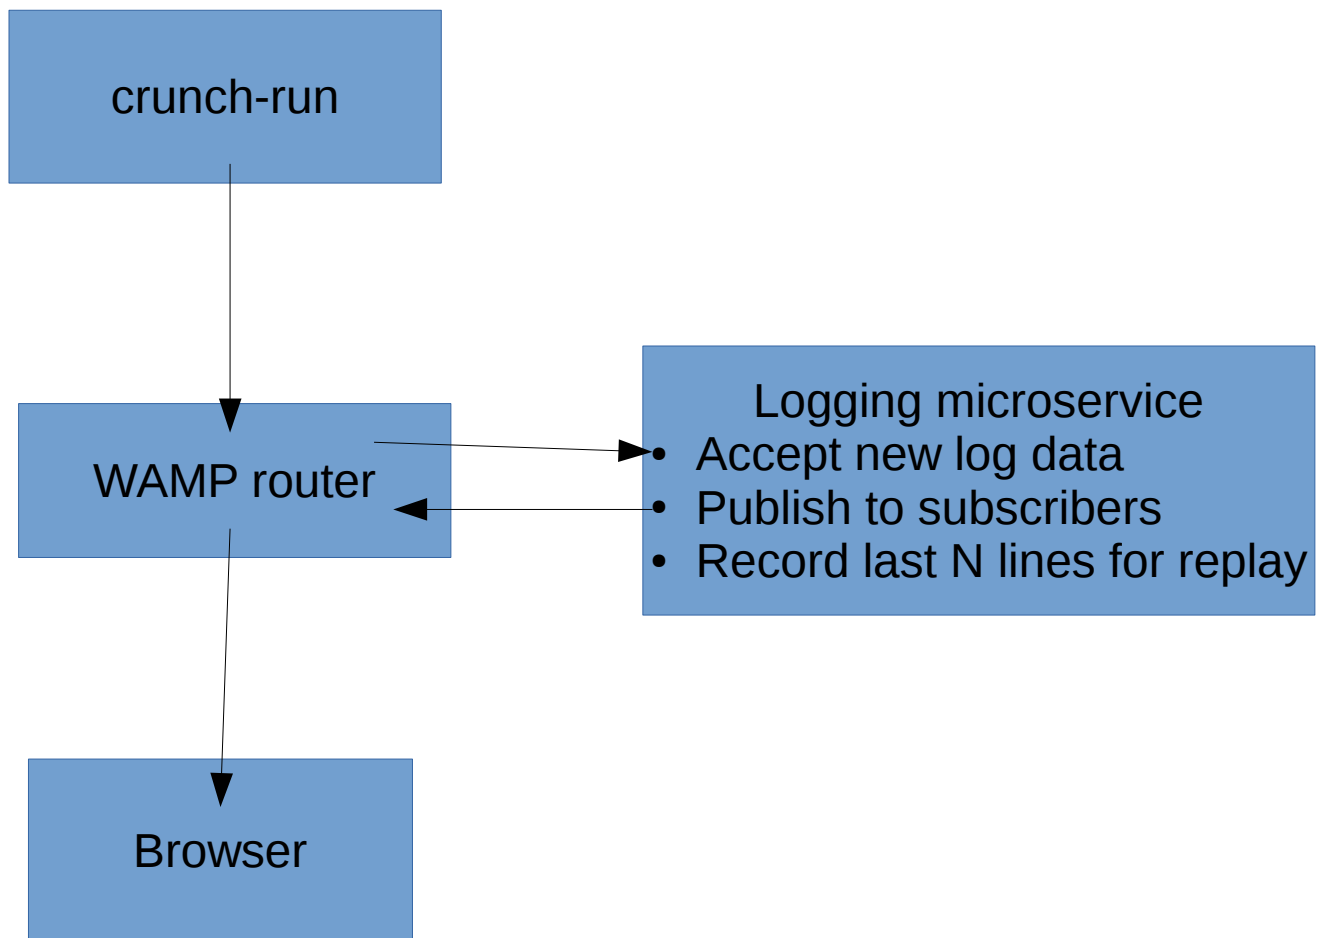 crunch-run
WAMP router
Logging microservice
• Accept new log data
• Publish to subscribers
• Record last N lines for replay
Browser